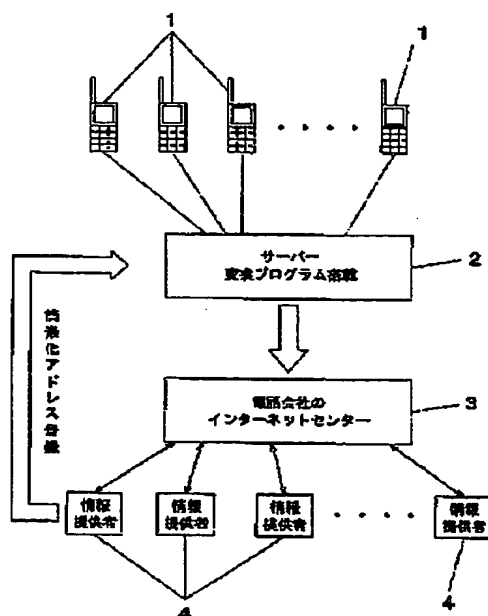 1
1
サーバー
変換プログラム搭載
2
電話会社の
インターネットセンター
3
アドレス登録
情報
提供者
情報
提供者
情報
提供者
情報
提供者
4
4